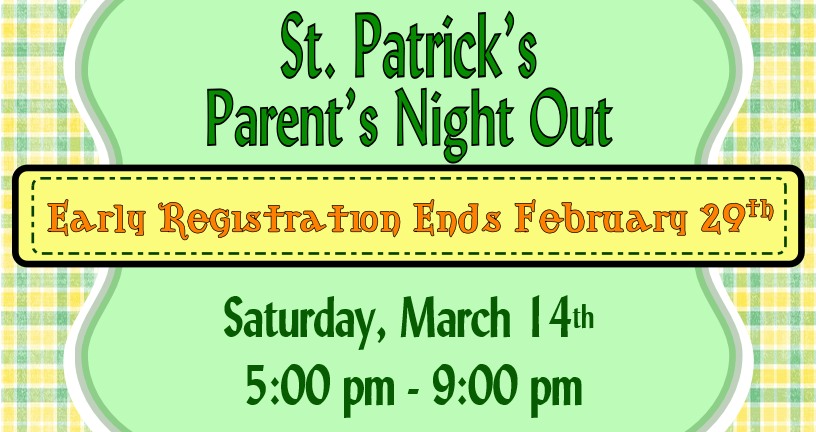 St. Patrick's
Parent's Night Out
Early Registration Ends February 29th
Saturday, March 14th
5:00 pm - 9:00 pm